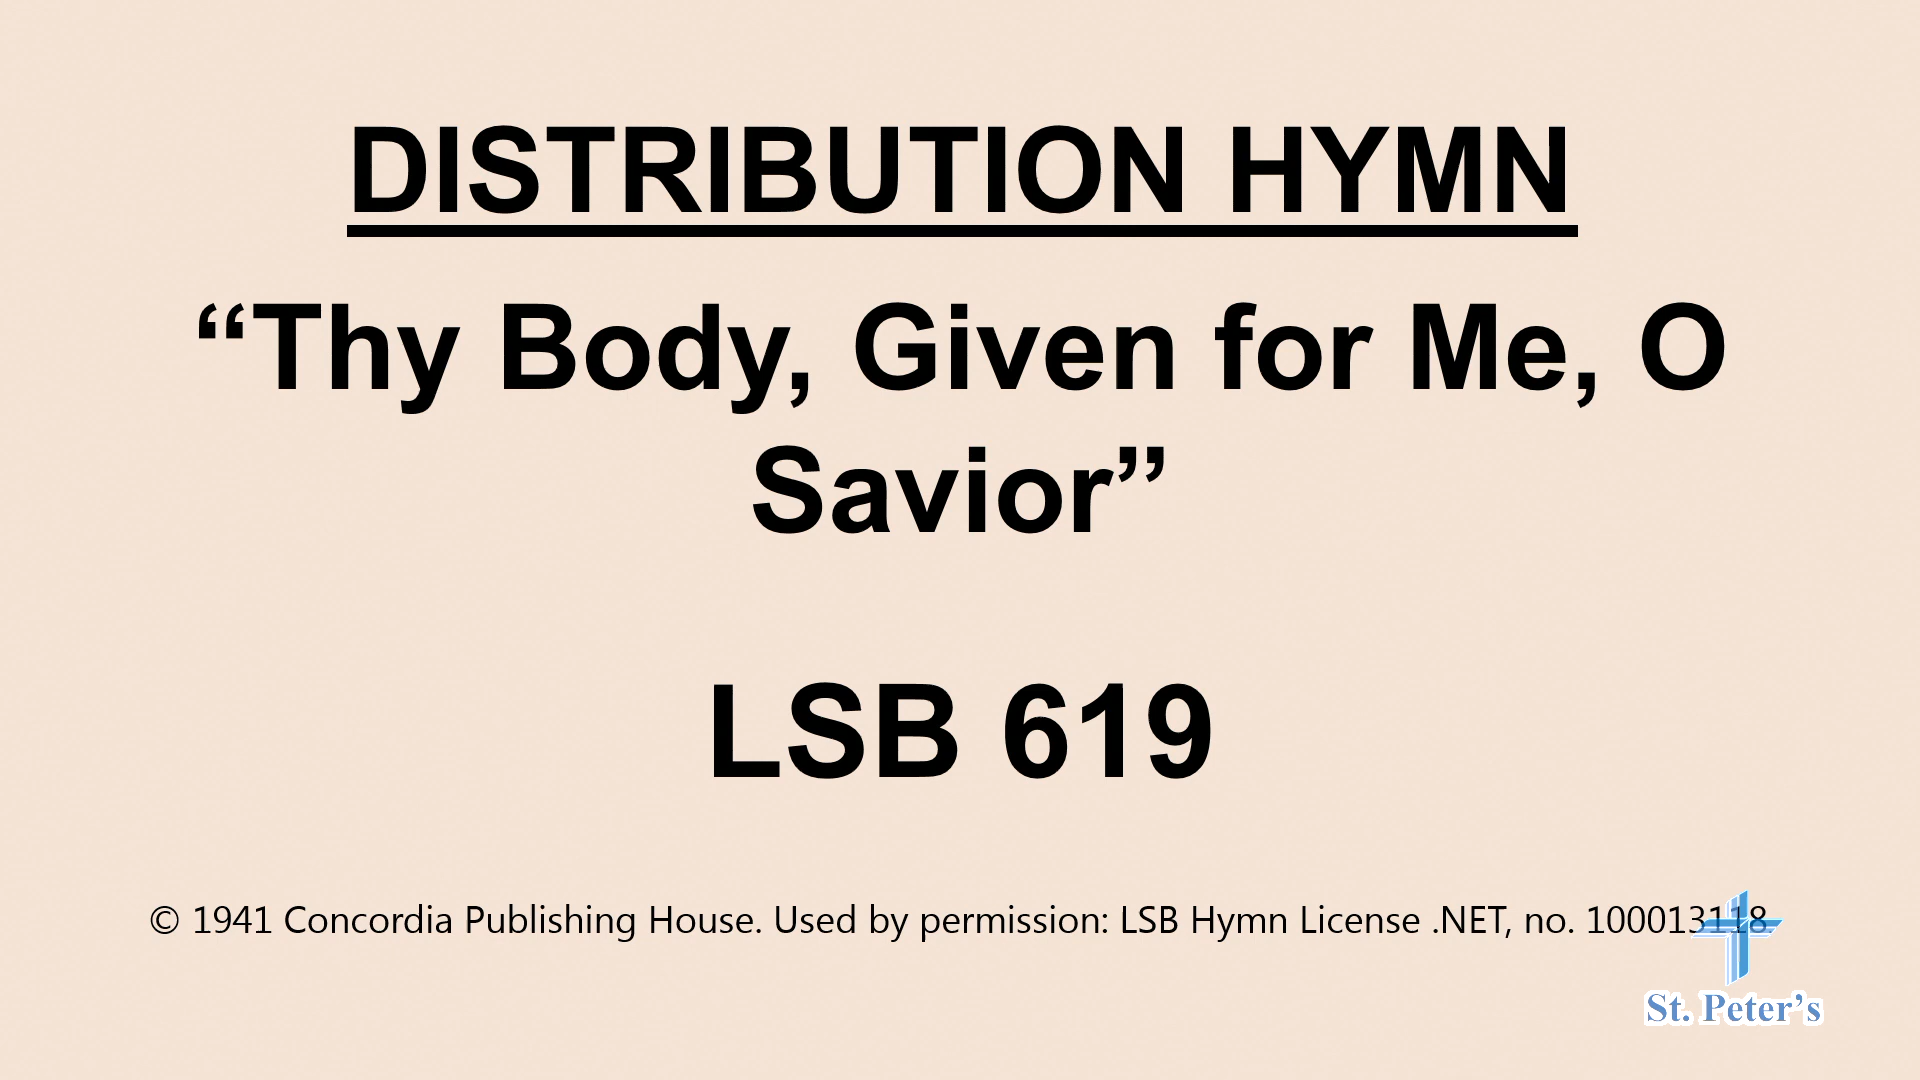 DISTRIBUTION HYMN
“Thy Body, Given for Me, O
Savior”
LSB 619
© 1941 Concordia Publishing House. Used by permission: LSB Hymn License .NET, no. 100013118.
St. Peter’s